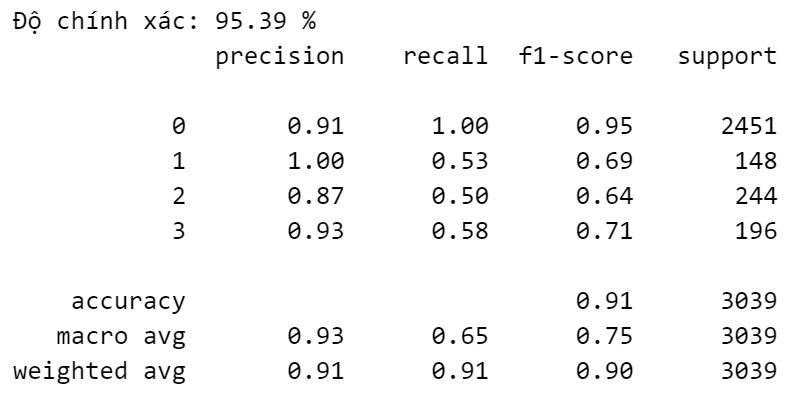 Độ chính xác: 95.39 %
precision recall f1-score support
0 0.91 1.00 0.95 2451
1 1.00 0.53 0.69 148
2 0.87 0.50 0.64 244
3 0.93 0.58 0.71 196
accuracy 0.91 3039
macro avg 0.93 0.65 0.75 3039
weighted avg 0.91 0.91 0.90 3039